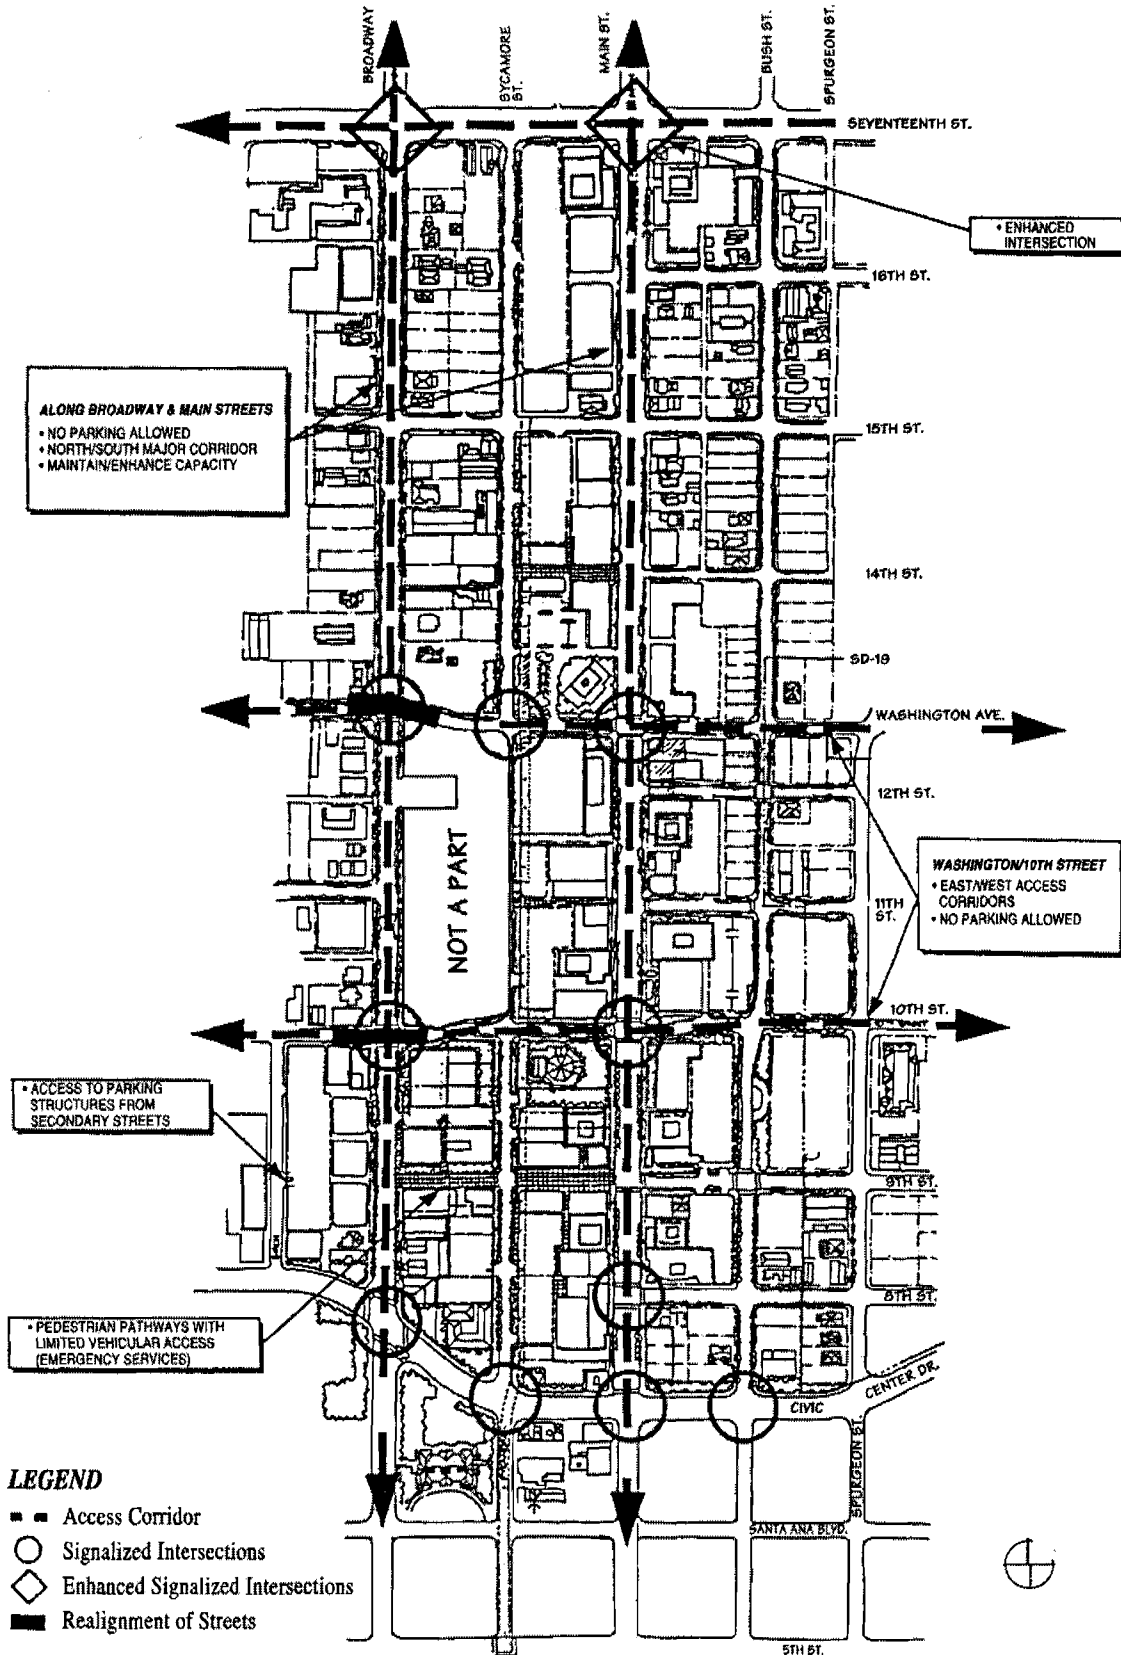 BROADWAY
SYCAMORE
ST.
MAIN ST.
BUSH ST.
SPURGEON ST.
SEVENTEENTH ST.
• ENHANCED
INTERSECTION
16TH ST.
ALONG BROADWAY & MAIN STREETS
• NO PARKING ALLOWED
• NORTH/SOUTH MAJOR CORRIDOR
• MAINTAIN/ENHANCE CAPACITY
15TH ST.
14TH ST.
SD-19
WASHINGTON AVE.
12TH ST.
NOT A PART
WASHINGTON/10TH STREET
• EAST/WEST ACCESS
CORRIDORS
• NO PARKING ALLOWED
11TH
ST.
10TH ST.
• ACCESS TO PARKING
STRUCTURES FROM
SECONDARY STREETS
9TH ST.
8TH ST.
• PEDESTRIAN PATHWAYS WITH
LIMITED VEHICULAR ACCESS
(EMERGENCY SERVICES)
CIVIC
CENTER DR.
SPURGEON ST.
SANTA ANA BLVD.
5TH ST.
LEGEND
Access Corridor
Signalized Intersections
Enhanced Signalized Intersections
Realignment of Streets